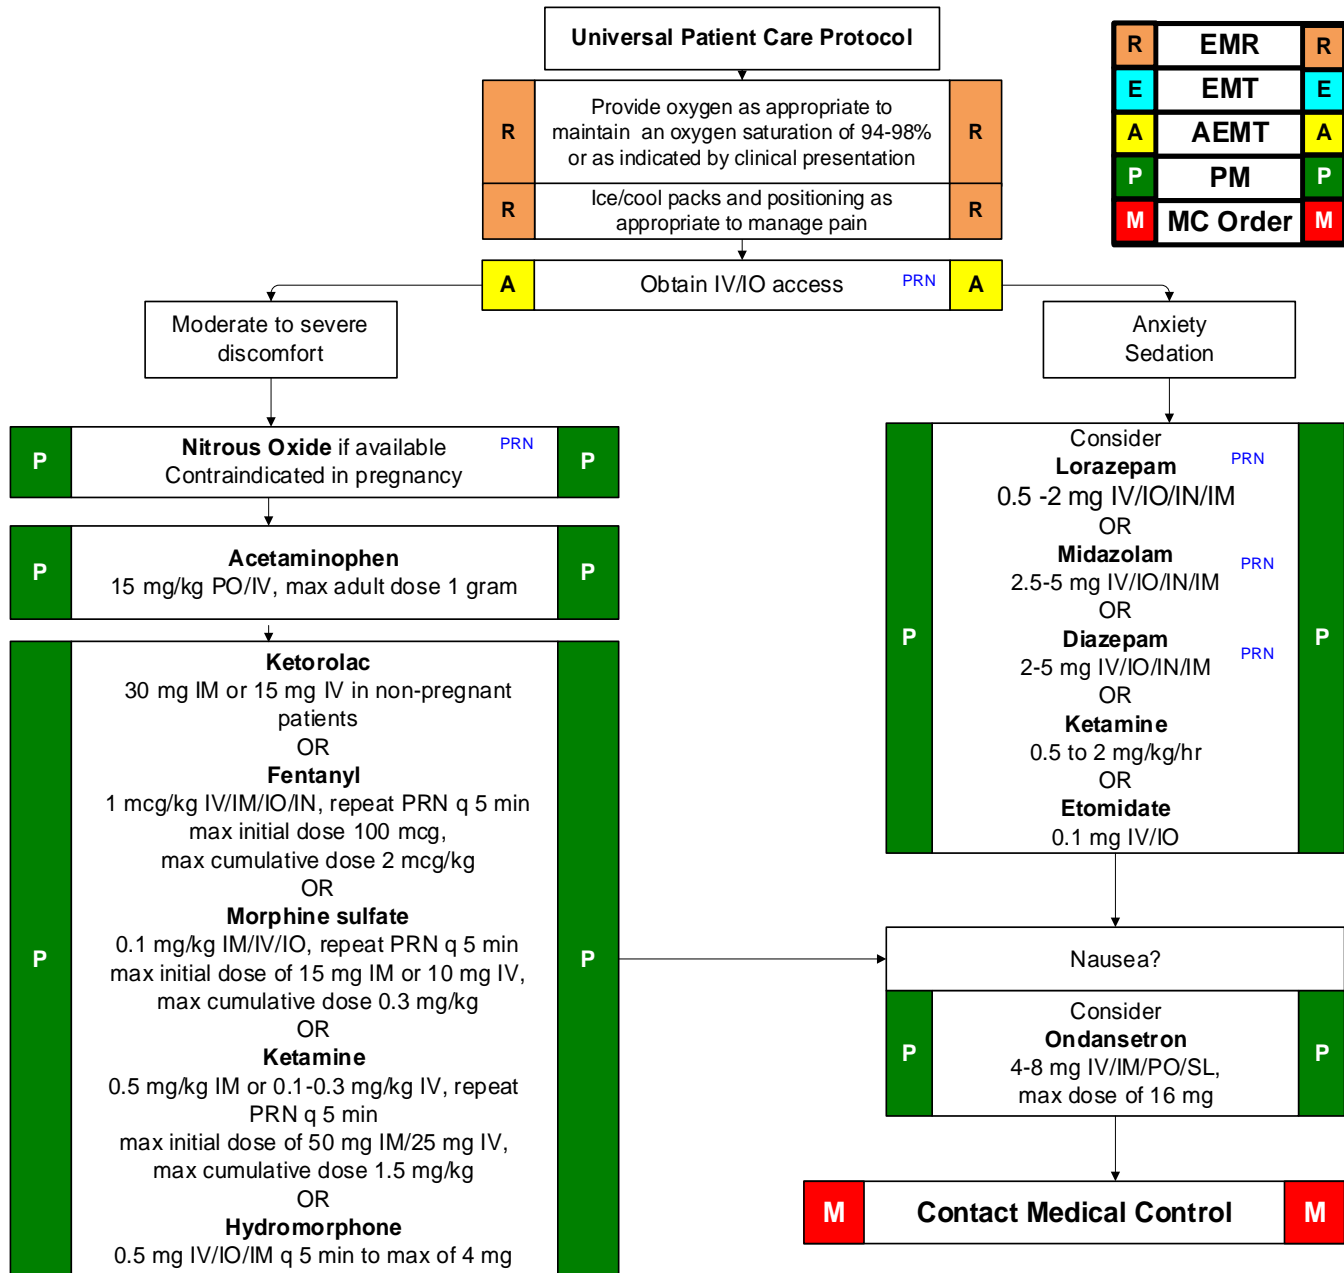 Universal Patient Care Protocol
R EMR R
E EMT E
A AEMT A
P PM P
M MC Order M
R
Provide oxygen as appropriate to
maintain an oxygen saturation of 94-98%
or as indicated by clinical presentation
R
R
Ice/cool packs and positioning as
appropriate to manage pain
R
A
Obtain IV/IO access PRN
A
Moderate to severe
discomfort
P
Nitrous Oxide if available PRN
Contraindicated in pregnancy
P
P
Acetaminophen
15 mg/kg PO/IV, max adult dose 1 gram
P
P
Ketorolac
30 mg IM or 15 mg IV in non-pregnant
patients
OR
Fentanyl
1 mcg/kg IV/IM/IO/IN, repeat PRN q 5 min
max initial dose 100 mcg,
max cumulative dose 2 mcg/kg
OR
Morphine sulfate
0.1 mg/kg IM/IV/IO, repeat PRN q 5 min
max initial dose of 15 mg IM or 10 mg IV,
max cumulative dose 0.3 mg/kg
OR
Ketamine
0.5 mg/kg IM or 0.1-0.3 mg/kg IV, repeat
PRN q 5 min
max initial dose of 50 mg IM/25 mg IV,
max cumulative dose 1.5 mg/kg
OR
Hydromorphone
0.5 mg IV/IO/IM q 5 min to max of 4 mg
P
Anxiety
Sedation
P
Consider
Lorazepam PRN
0.5 -2 mg IV/IO/IN/IM
OR
Midazolam PRN
2.5-5 mg IV/IO/IN/IM
OR
Diazepam PRN
2-5 mg IV/IO/IN/IM
OR
Ketamine
0.5 to 2 mg/kg/hr
OR
Etomidate
0.1 mg IV/IO
P
Nausea?
P
Consider
Ondansetron
4-8 mg IV/IM/PO/SL,
max dose of 16 mg
P
M
Contact Medical Control
M